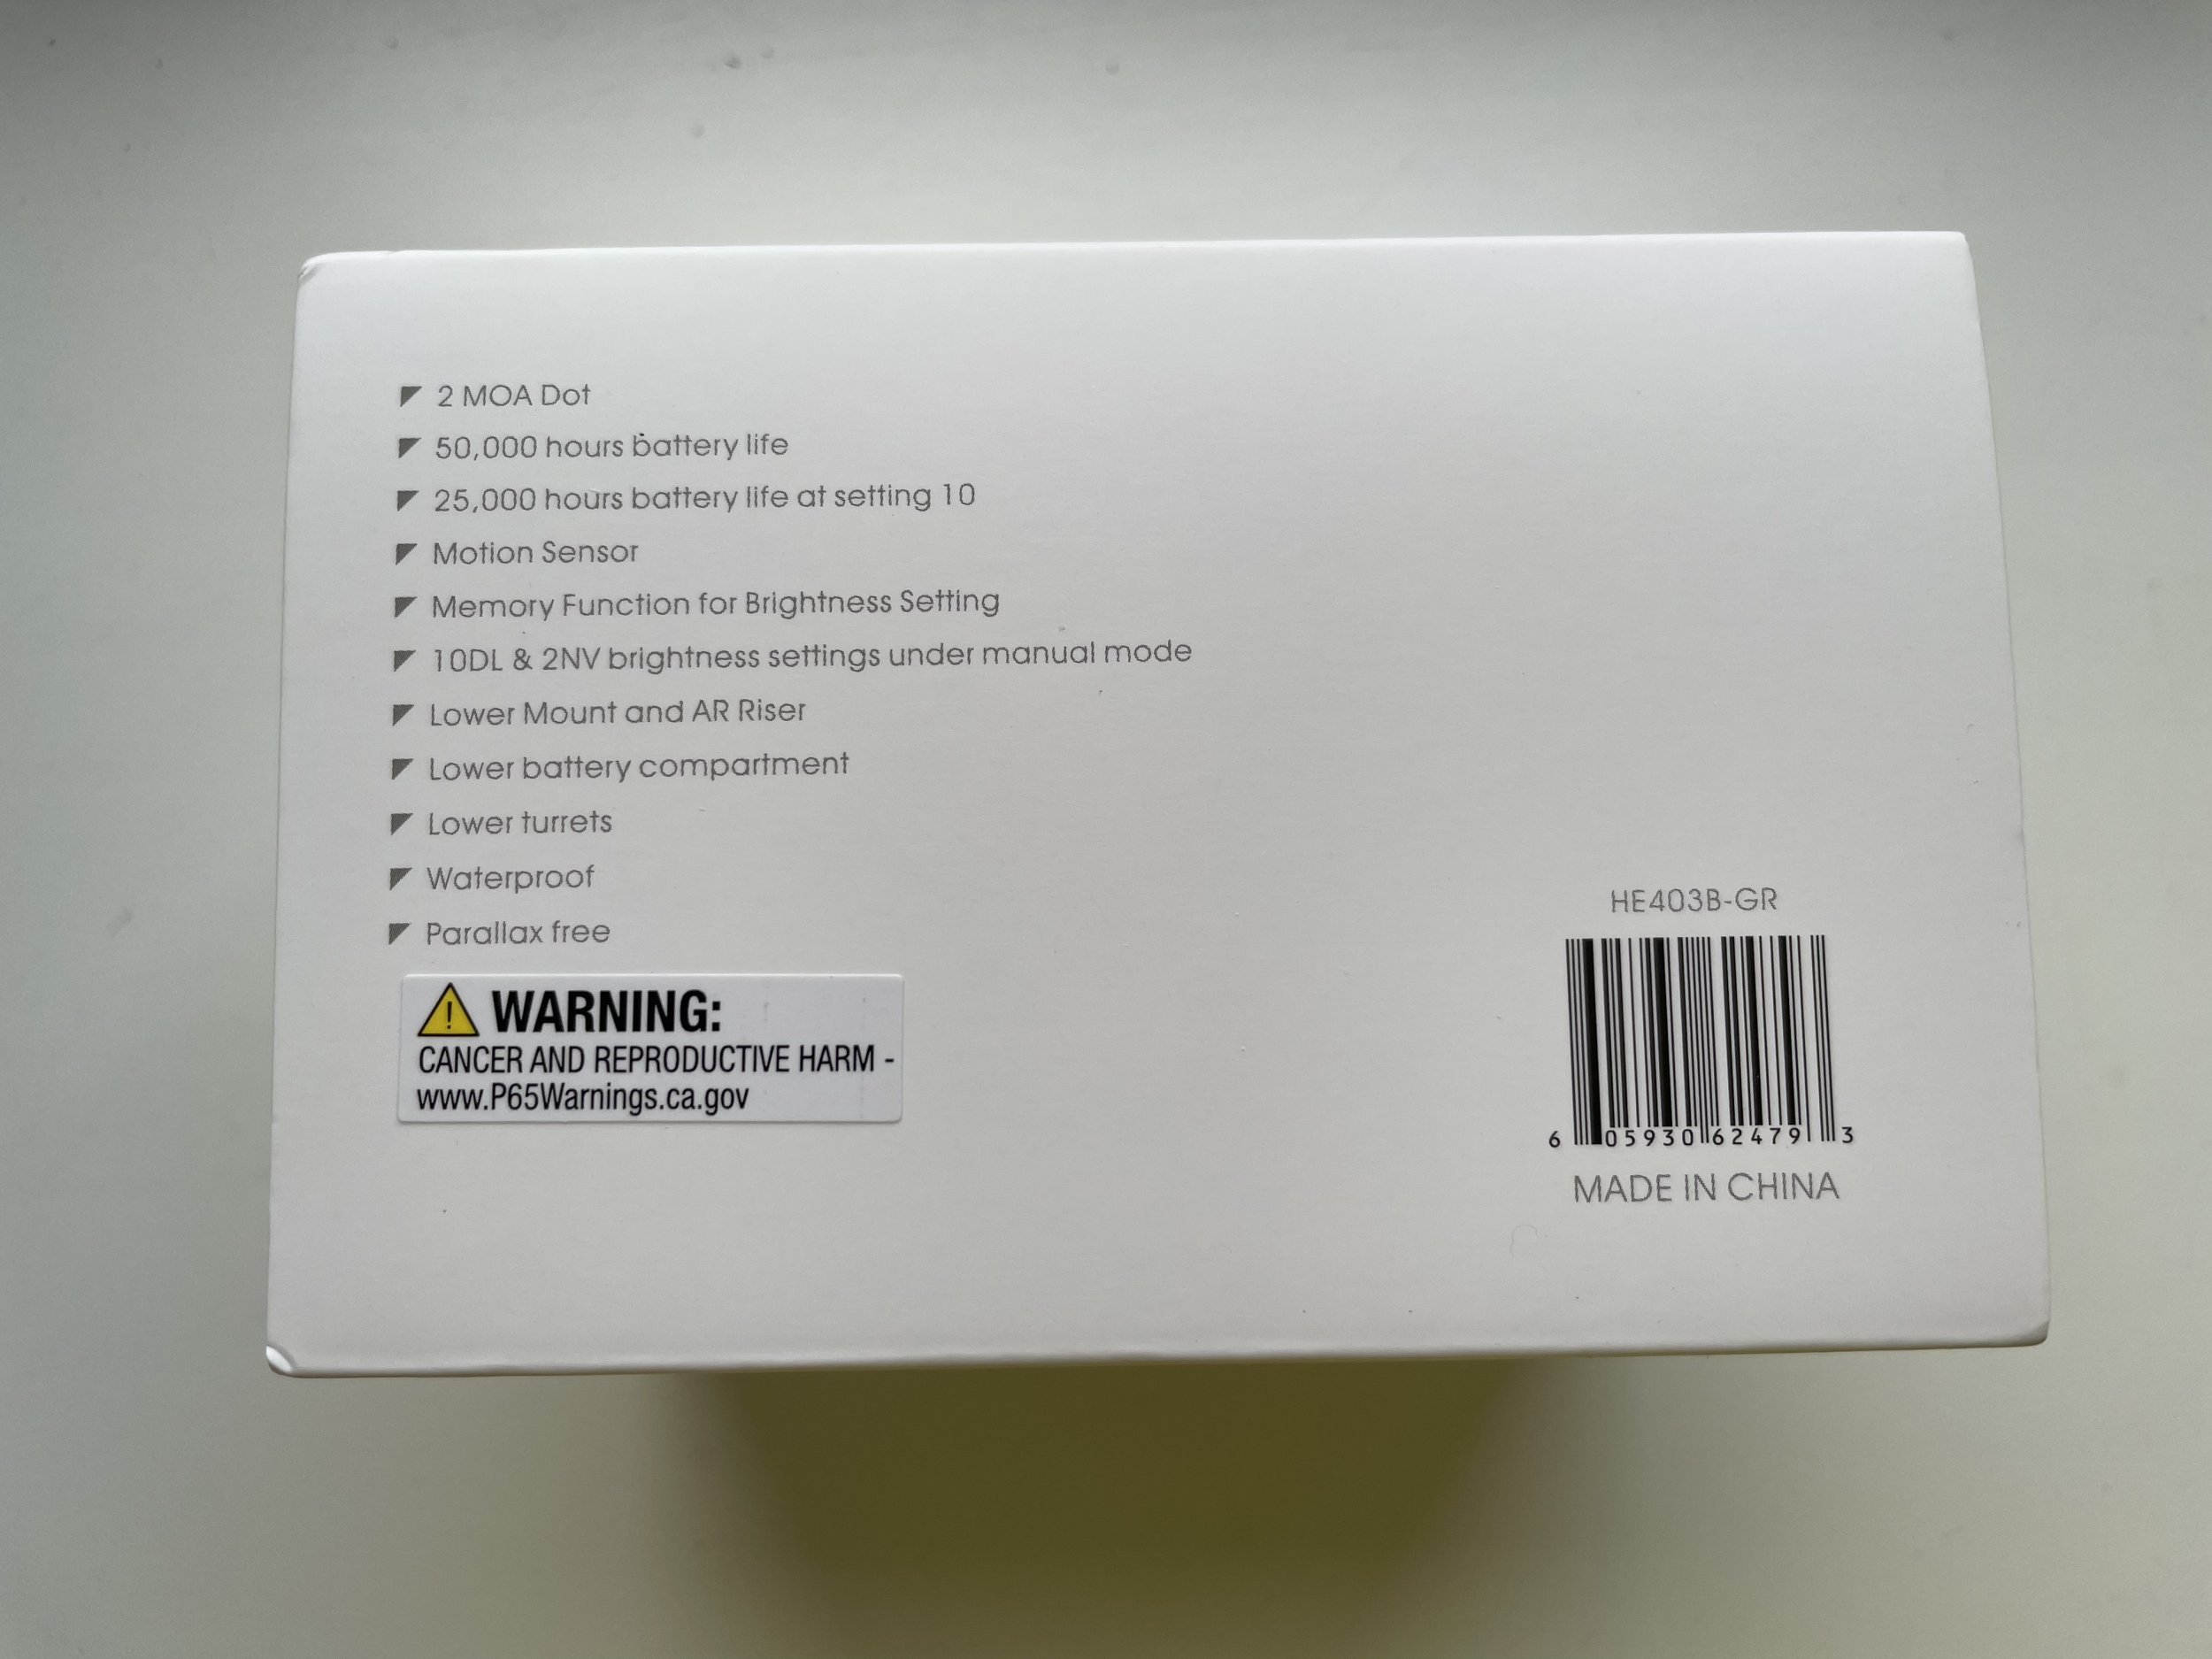 2 MOA Dot
50,000 hours battery life
25,000 hours battery life at setting 10
Motion Sensor
Memory Function for Brightness Setting
10DL & 2NV brightness settings under manual mode
Lower Mount and AR Riser
Lower battery compartment
Lower turrets
Waterproof
Parallax free
WARNING:
CANCER AND REPRODUCTIVE HARM -
www.P65Warnings.ca.gov
HE403B-GR
6 05930 62479 3
MADE IN CHINA